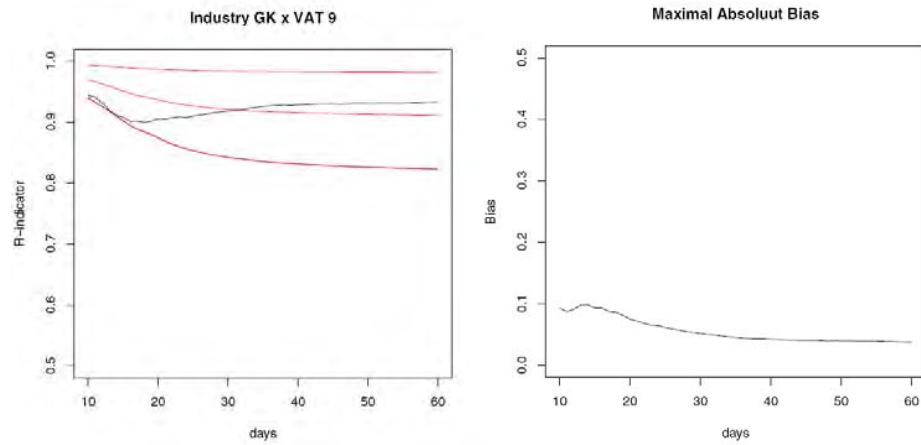 Industry GK x VAT 9
R-indicator
1.0
0.9
0.8
0.7
0.6
0.5
10 20 30 40 50 60
days
Maximal Absoluut Bias
Bias
0.5
0.4
0.3
0.2
0.1
0.0
10 20 30 40 50 60
days